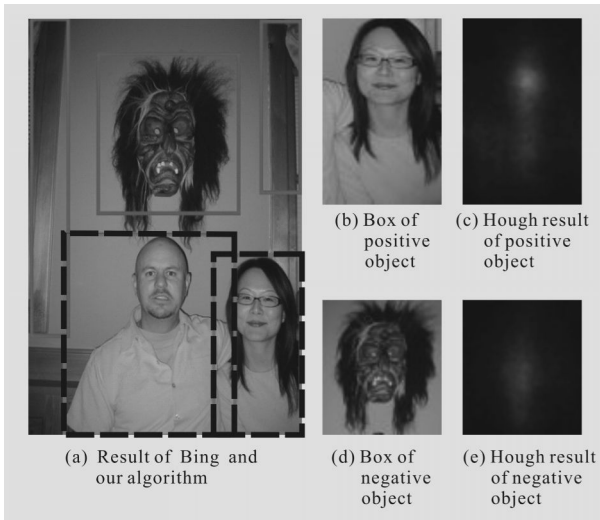 (b) Box of
positive
object
(c) Hough result
of positive
object
(a) Result of Bing and
our algorithm
(d) Box of
negative
object
(e) Hough result
of negative
object